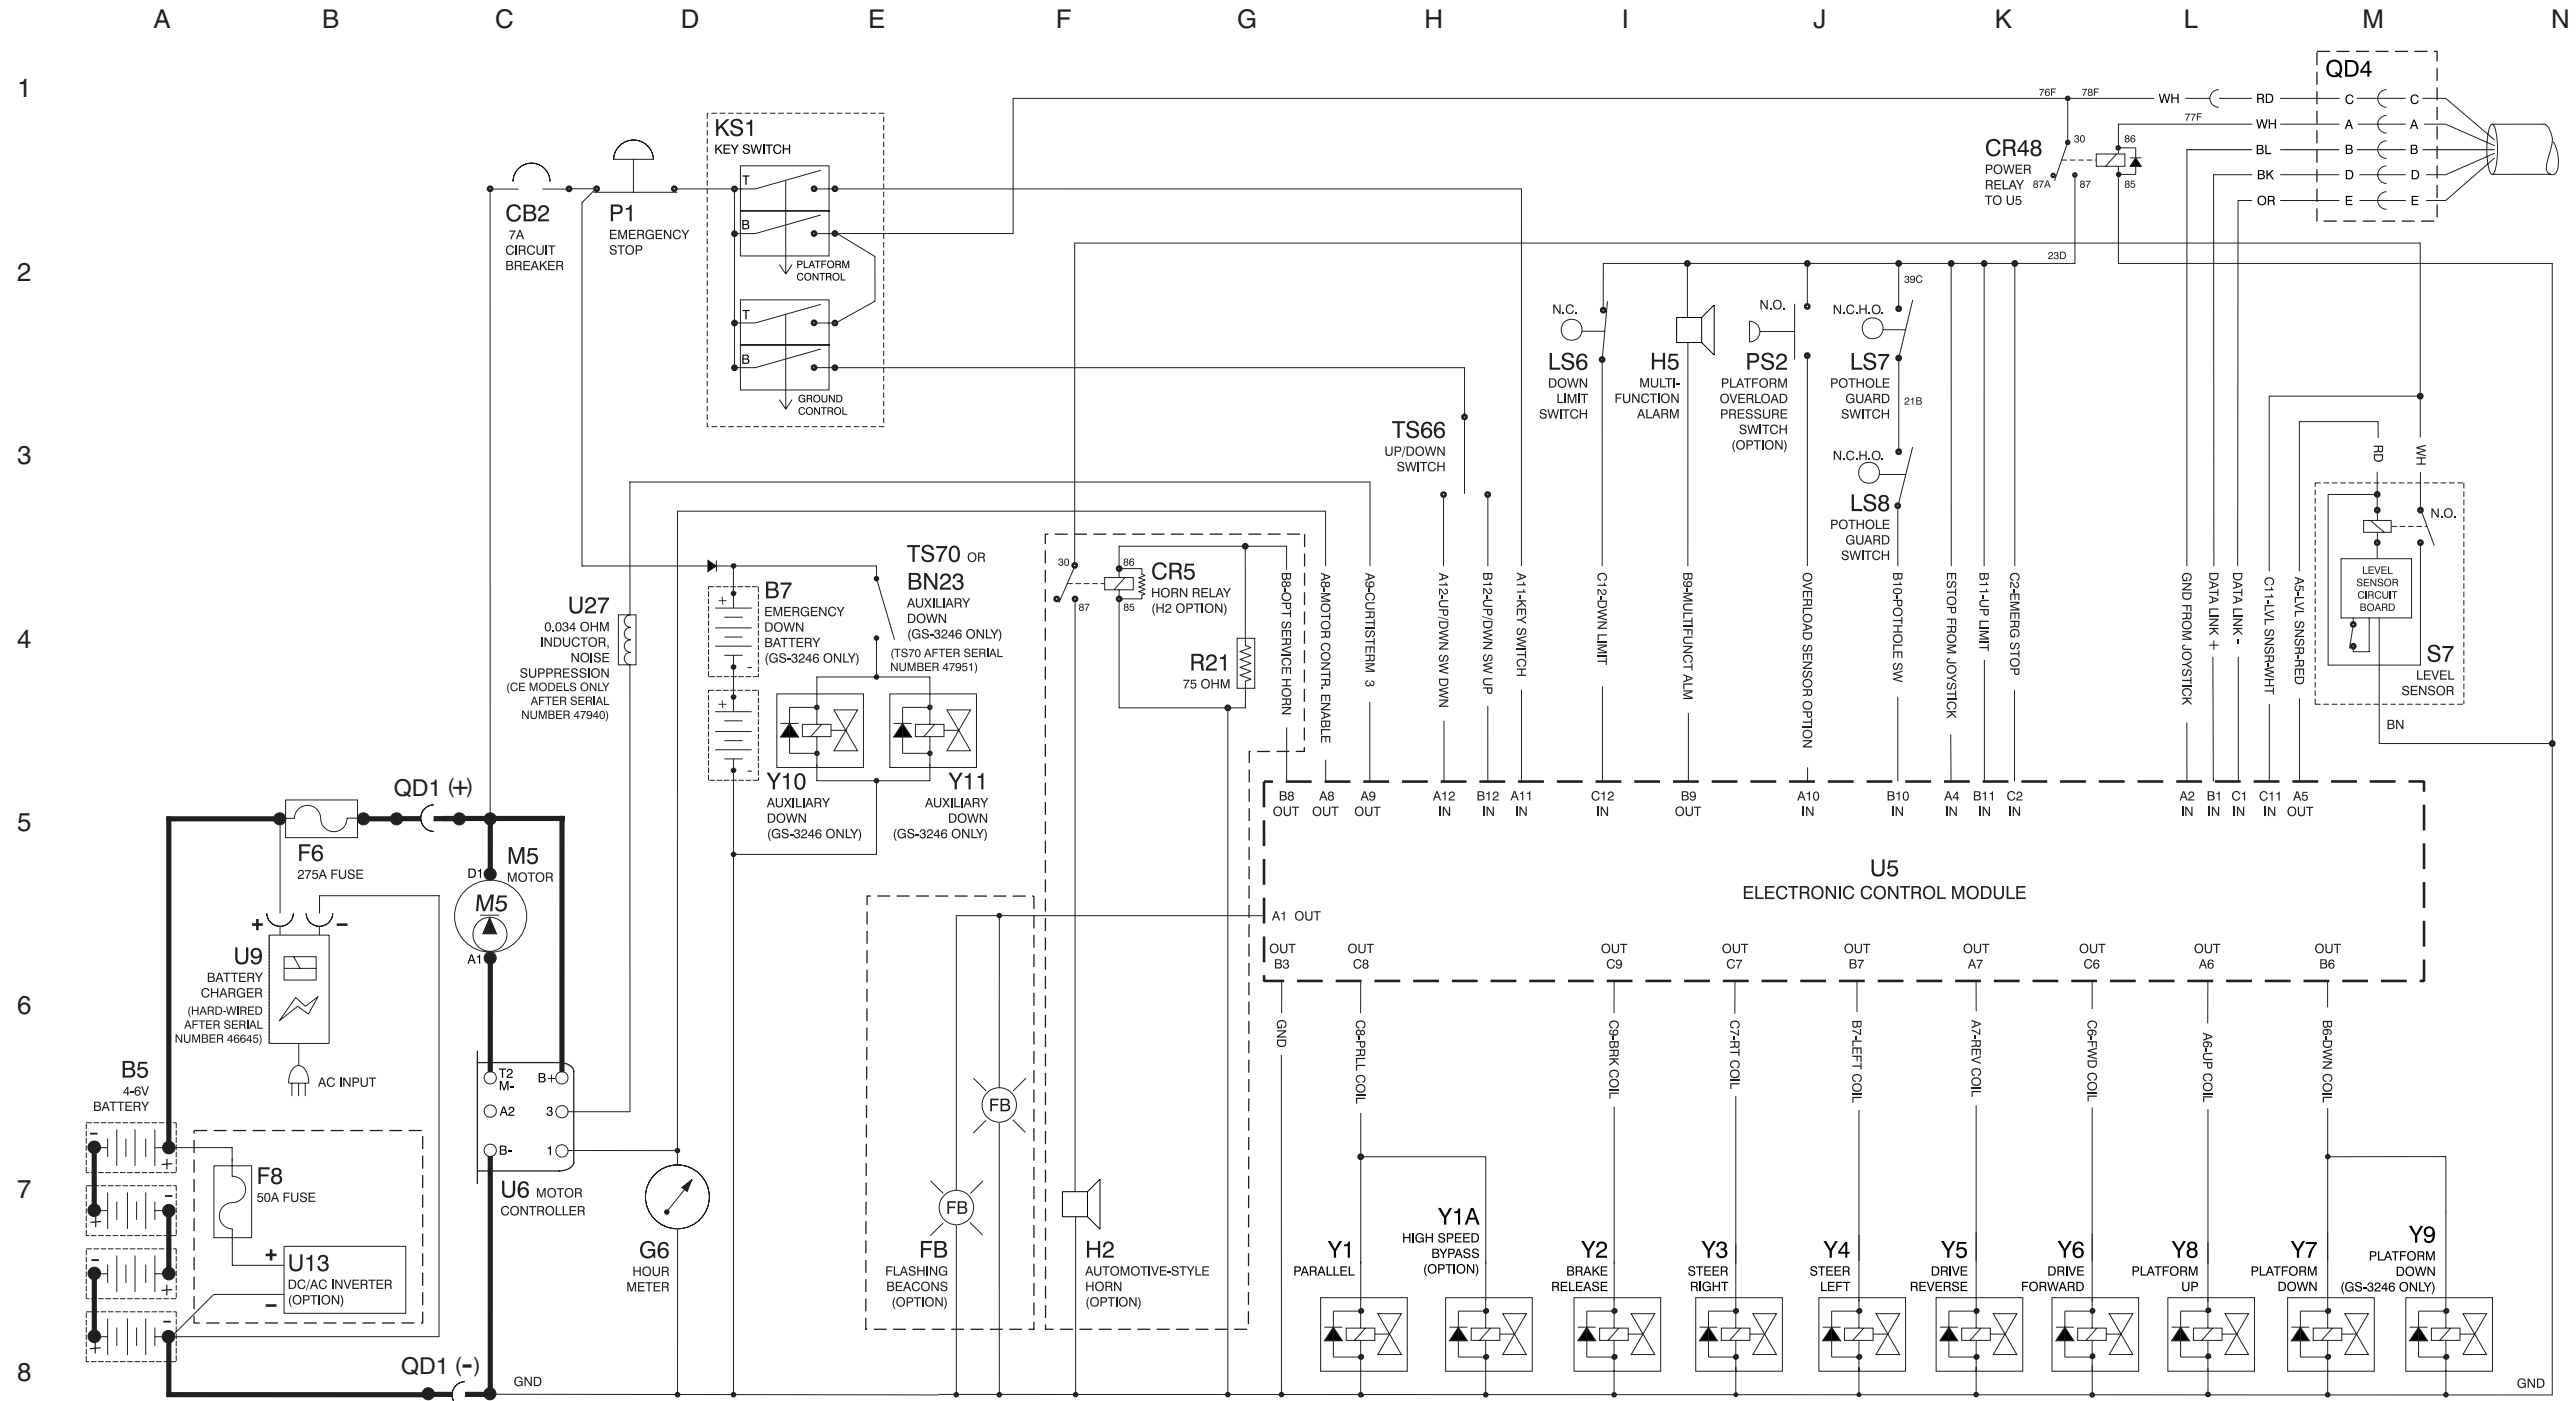 A B C D E F G H I J K L M N
1
2
3
4
5
6
7
8
QD4
76F 78F
WH RD C C
77F
WH A A
BL B B
BK D D
OR E E
CR48
POWER
RELAY
TO U5
30
87A
87
86
85
KS1
KEY SWITCH
T
B
PLATFORM
CONTROL
T
B
GROUND
CONTROL
CB2
7A
CIRCUIT
BREAKER
P1
EMERGENCY
STOP
23D
39C
N.C.
LS6
DOWN
LIMIT
SWITCH
H5
MULTI-
FUNCTION
ALARM
N.O.
PS2
PLATFORM
OVERLOAD
PRESSURE
SWITCH
(OPTION)
N.C.H.O.
LS7
POTHOLE
GUARD
SWITCH
21B
N.C.H.O.
LS8
POTHOLE
GUARD
SWITCH
TS66
UP/DOWN
SWITCH
RD
WH
N.O.
LEVEL
SENSOR
CIRCUIT
BOARD
S7
LEVEL
SENSOR
BN
U27
0.034 OHM
INDUCTOR,
NOISE
SUPPRESSION
(CE MODELS ONLY
AFTER SERIAL
NUMBER 47940)
+
B7
EMERGENCY
DOWN
BATTERY
(GS-3246 ONLY)
-
+
-
TS70 OR
BN23
AUXILIARY
DOWN
(GS-3246 ONLY)
(TS70 AFTER SERIAL
NUMBER 47951)
Y10
AUXILIARY
DOWN
(GS-3246 ONLY)
Y11
AUXILIARY
DOWN
(GS-3246 ONLY)
30
87
86
85
CR5
HORN RELAY
(H2 OPTION)
R21
75 OHM
B8-OPT SERVICE HORN
A8-MOTOR CONTR. ENABLE
A9-CURTISTERM 3
A12-UP/DWN SW DWN
B12-UP/DWN SW UP
A11-KEY SWITCH
C12-DWN LIMIT
B9-MULTIFUNCT ALM
OVERLOAD SENSOR OPTION
B10-POTHOLE SW
ESTOP FROM JOYSTICK
B11-UP LIMIT
C2-EMERG STOP
GND FROM JOYSTICK
DATA LINK +
DATA LINK -
C11-LVL SNSR-WHT
A5-LVL SNSR-RED
B8 A8 A9 A12 B12 A11 C12 B9 A10 B10 A4 B11 C2 A2 B1 C1 C11 A5
OUT OUT OUT IN IN IN IN OUT IN IN IN IN IN IN IN IN IN OUT
U5
ELECTRONIC CONTROL MODULE
A1 OUT
OUT OUT OUT OUT OUT OUT OUT OUT OUT
B3 C8 C9 C7 B7 A7 C6 A6 B6
QD1 (+)
F6
275A FUSE
D1
M5
MOTOR
M5
A1
+ −
U9
BATTERY
CHARGER
(HARD-WIRED
AFTER SERIAL
NUMBER 46645)
AC INPUT
B5
4-6V
BATTERY
-
+
-
+
-
+
-
+
F8
50A FUSE
+
U13
DC/AC INVERTER
(OPTION)
−
T2
M-
B+
A2
3
B-
1
U6 MOTOR
CONTROLLER
G6
HOUR
METER
FB
FB
FB
FLASHING
BEACONS
(OPTION)
H2
AUTOMOTIVE-STYLE
HORN
(OPTION)
GND
C8-PRLL COIL
C9-BRK COIL
C7-RT COIL
B7-LEFT COIL
A7-REV COIL
C6-FWD COIL
A6-UP COIL
B6-DWN COIL
Y1
PARALLEL
Y1A
HIGH SPEED
BYPASS
(OPTION)
Y2
BRAKE
RELEASE
Y3
STEER
RIGHT
Y4
STEER
LEFT
Y5
DRIVE
REVERSE
Y6
DRIVE
FORWARD
Y8
PLATFORM
UP
Y7
PLATFORM
DOWN
Y9
PLATFORM
DOWN
(GS-3246 ONLY)
QD1 (-)
GND
GND